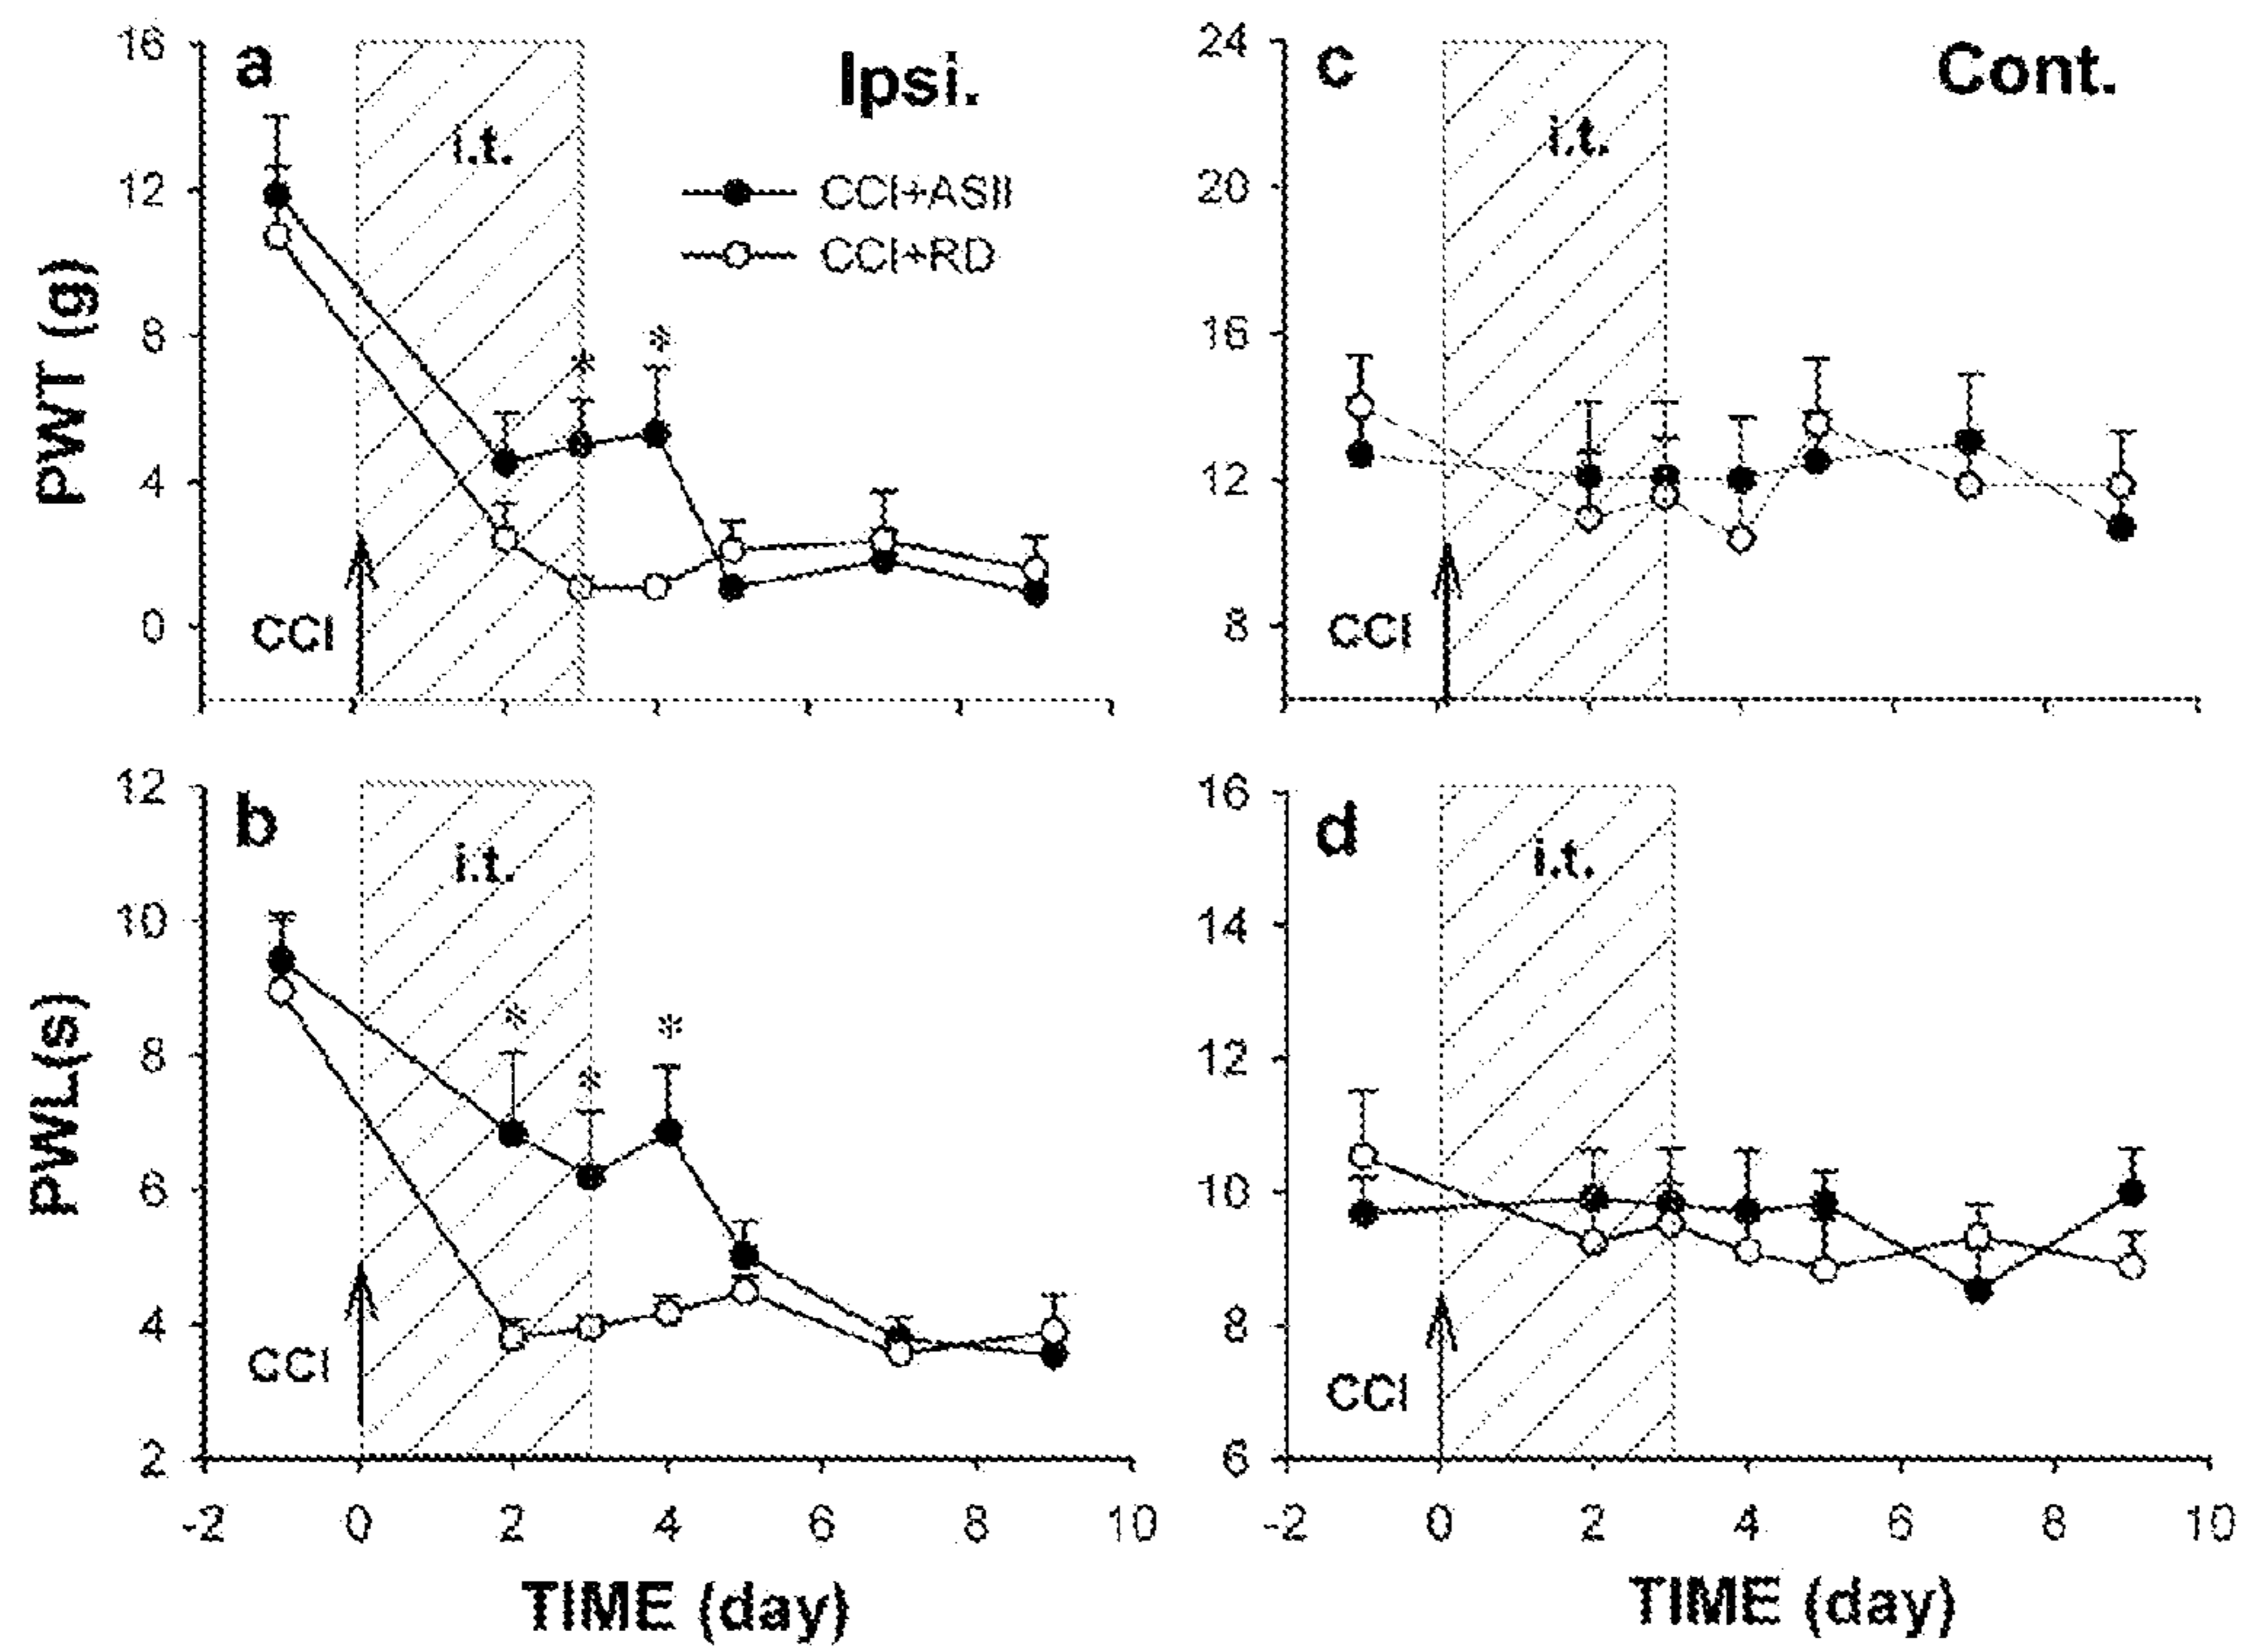 a
Ipsi.
i.t.
CCI+ASII
CCI+RD
* *
CCI
PWT (g)
16
12
8
4
0
c
Cont.
i.t.
CCI
24
20
16
12
8
b
i.t.
* * *
CCI
PWL(s)
12
10
8
6
4
2
-2 0 2 4 6 8 10
TIME (day)
d
i.t.
CCI
16
14
12
10
8
6
-2 0 2 4 6 8 10
TIME (day)